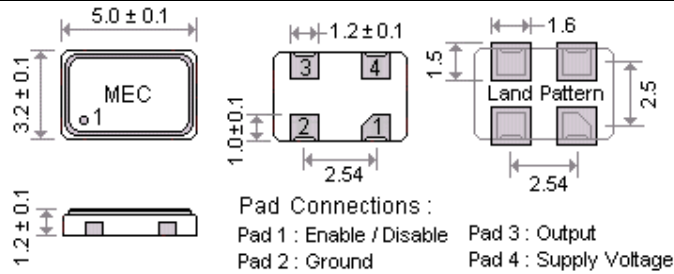 5.0 ± 0.1
3.2 ± 0.1
MEC
1
1.2 ± 0.1
1.2 ± 0.1
3 4
2 1
1.0±0.1
2.54
1.6
1.5
Land Pattern
2.5
2.54
Pad Connections :
Pad 1 : Enable / Disable
Pad 2 : Ground
Pad 3 : Output
Pad 4 : Supply Voltage